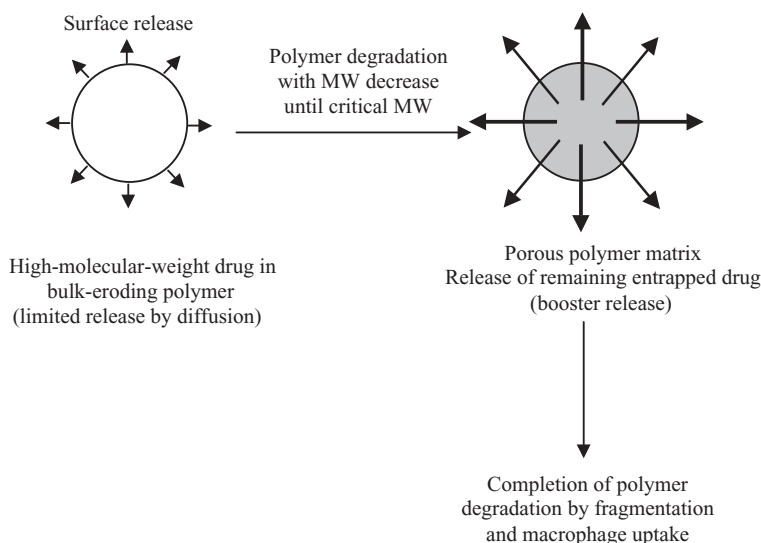 Surface release
Polymer degradation
with MW decrease
until critical MW
High-molecular-weight drug in
bulk-eroding polymer
(limited release by diffusion)
Porous polymer matrix
Release of remaining entrapped drug
(booster release)
Completion of polymer
degradation by fragmentation
and macrophage uptake